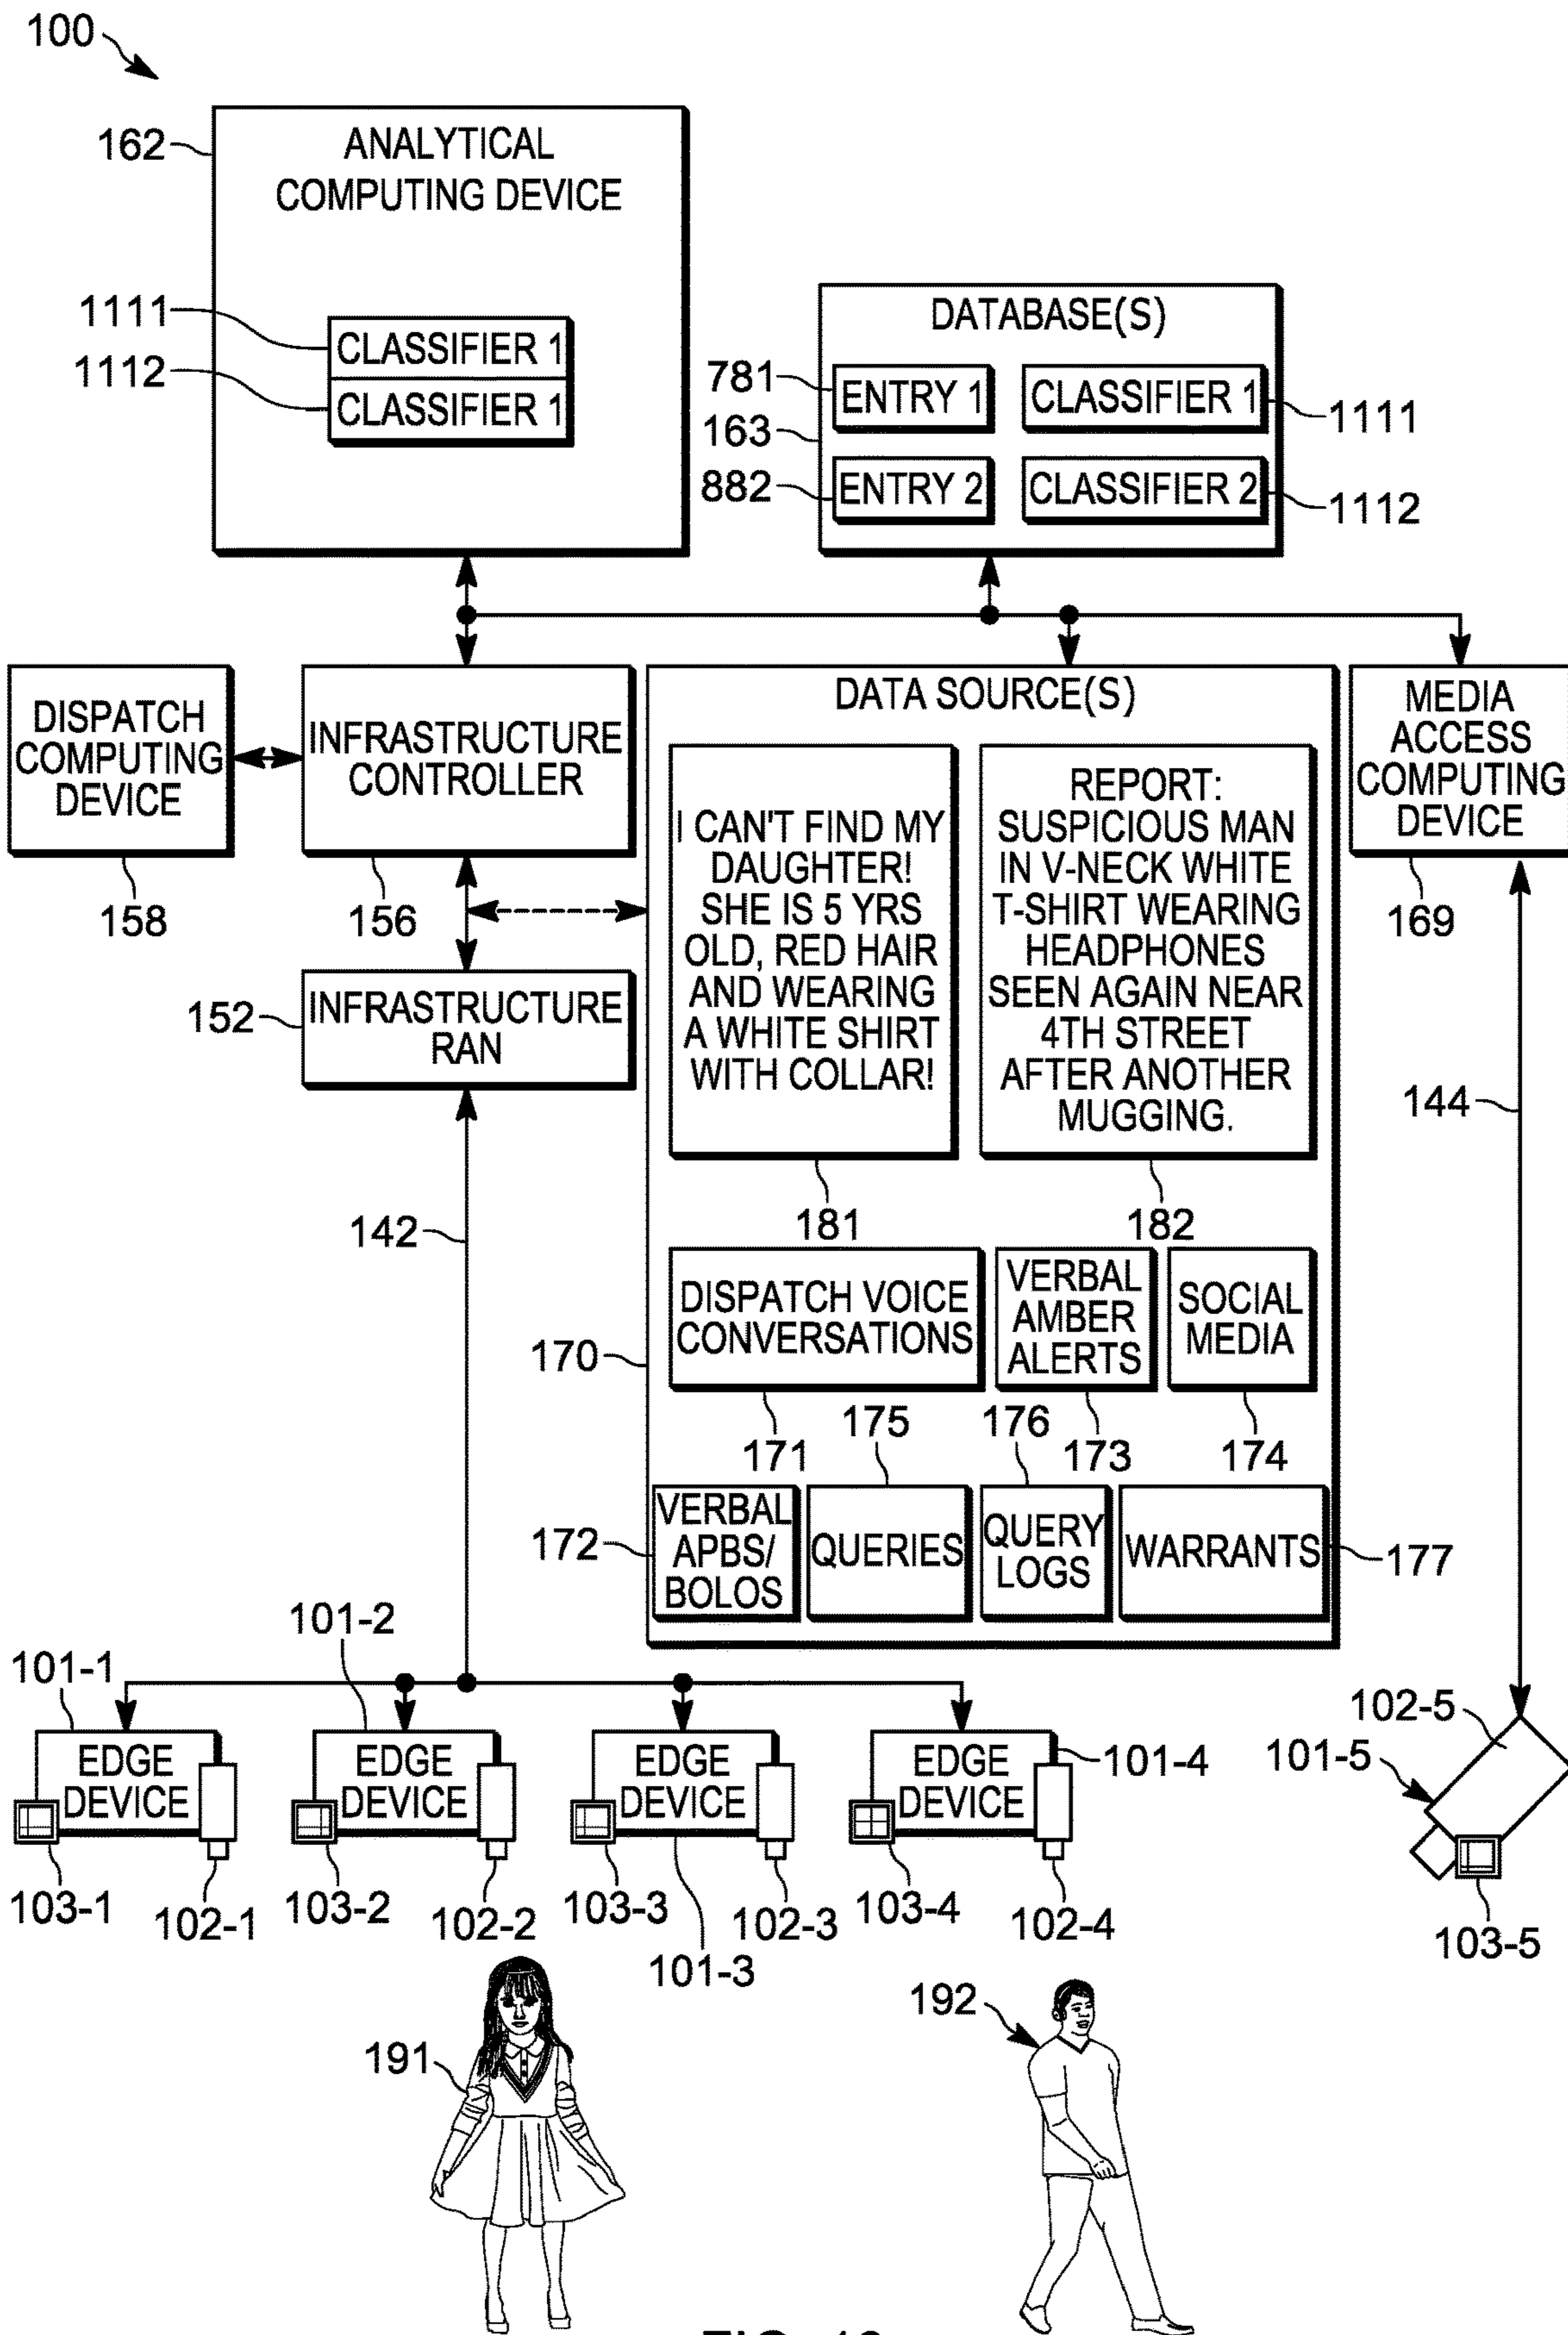 100
162
ANALYTICAL
COMPUTING DEVICE
1111
CLASSIFIER 1
1112
CLASSIFIER 1
DATABASE(S)
781
ENTRY 1
CLASSIFIER 1
1111
163
882
ENTRY 2
CLASSIFIER 2
1112
DISPATCH
COMPUTING
DEVICE
158
INFRASTRUCTURE
CONTROLLER
156
152
INFRASTRUCTURE
RAN
142
DATA SOURCE(S)
I CAN'T FIND MY
DAUGHTER!
SHE IS 5 YRS
OLD, RED HAIR
AND WEARING
A WHITE SHIRT
WITH COLLAR!
181
REPORT:
SUSPICIOUS MAN
IN V-NECK WHITE
T-SHIRT WEARING
HEADPHONES
SEEN AGAIN NEAR
4TH STREET
AFTER ANOTHER
MUGGING.
182
MEDIA
ACCESS
COMPUTING
DEVICE
169
144
170
DISPATCH VOICE
CONVERSATIONS
171
VERBAL
AMBER
ALERTS
173
SOCIAL
MEDIA
174
172
VERBAL
APBS/
BOLOS
175
QUERIES
176
QUERY
LOGS
WARRANTS
177
101-1
EDGE
DEVICE
103-1
102-1
101-2
EDGE
DEVICE
103-2
102-2
EDGE
DEVICE
103-3
101-3
102-3
EDGE
DEVICE
101-4
103-4
102-4
102-5
101-5
103-5
191
192